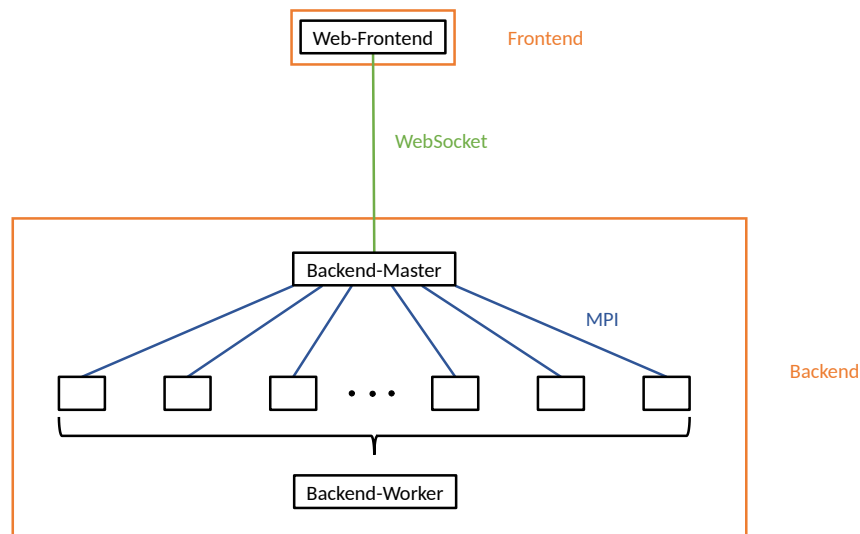 Web-Frontend
Frontend
WebSocket
Backend-Master
MPI
Backend
Backend-Worker